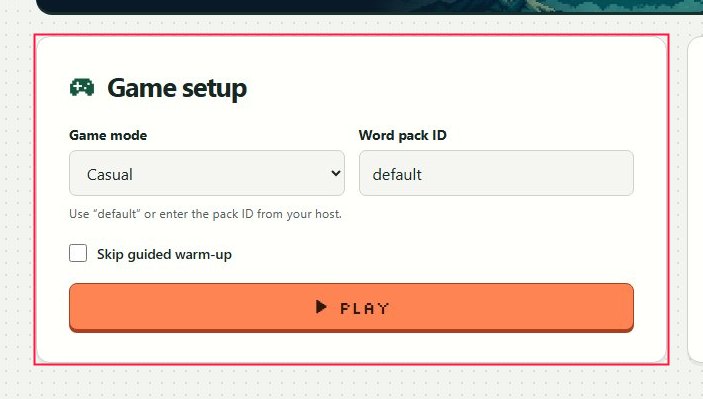 Game setup
Game mode
Word pack ID
Casual
default
Use “default” or enter the pack ID from your host.
Skip guided warm-up
PLAY